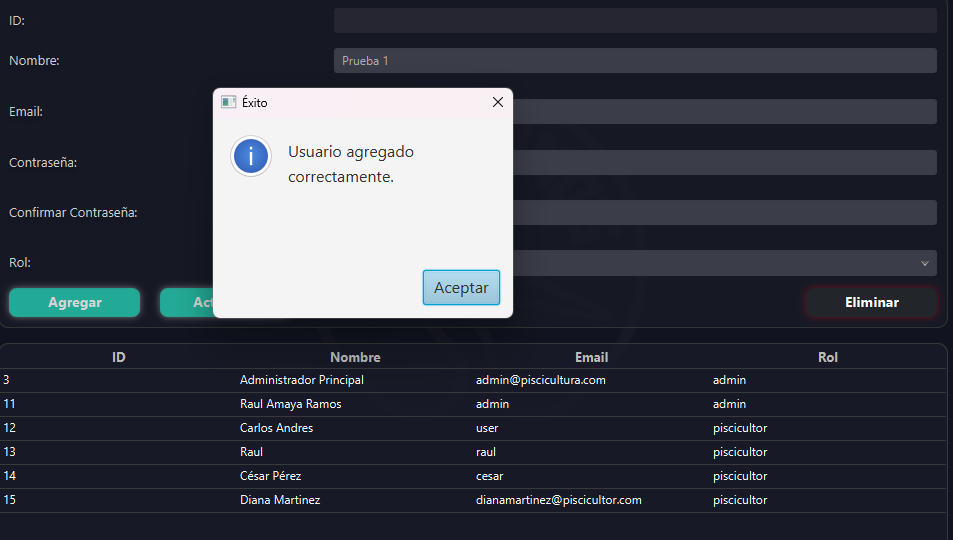 ID:
Nombre:
Prueba 1
Éxito
Email:
Usuario agregado
correctamente.
Contraseña:
Confirmar Contraseña:
Rol:
Aceptar
Agregar
Eliminar
ID Nombre Email Rol
3 Administrador Principal admin@piscicultura.com admin
11 Raul Amaya Ramos admin admin
12 Carlos Andres user piscicultor
13 Raul raul piscicultor
14 César Pérez cesar piscicultor
15 Diana Martinez dianamartinez@piscicultor.com piscicultor